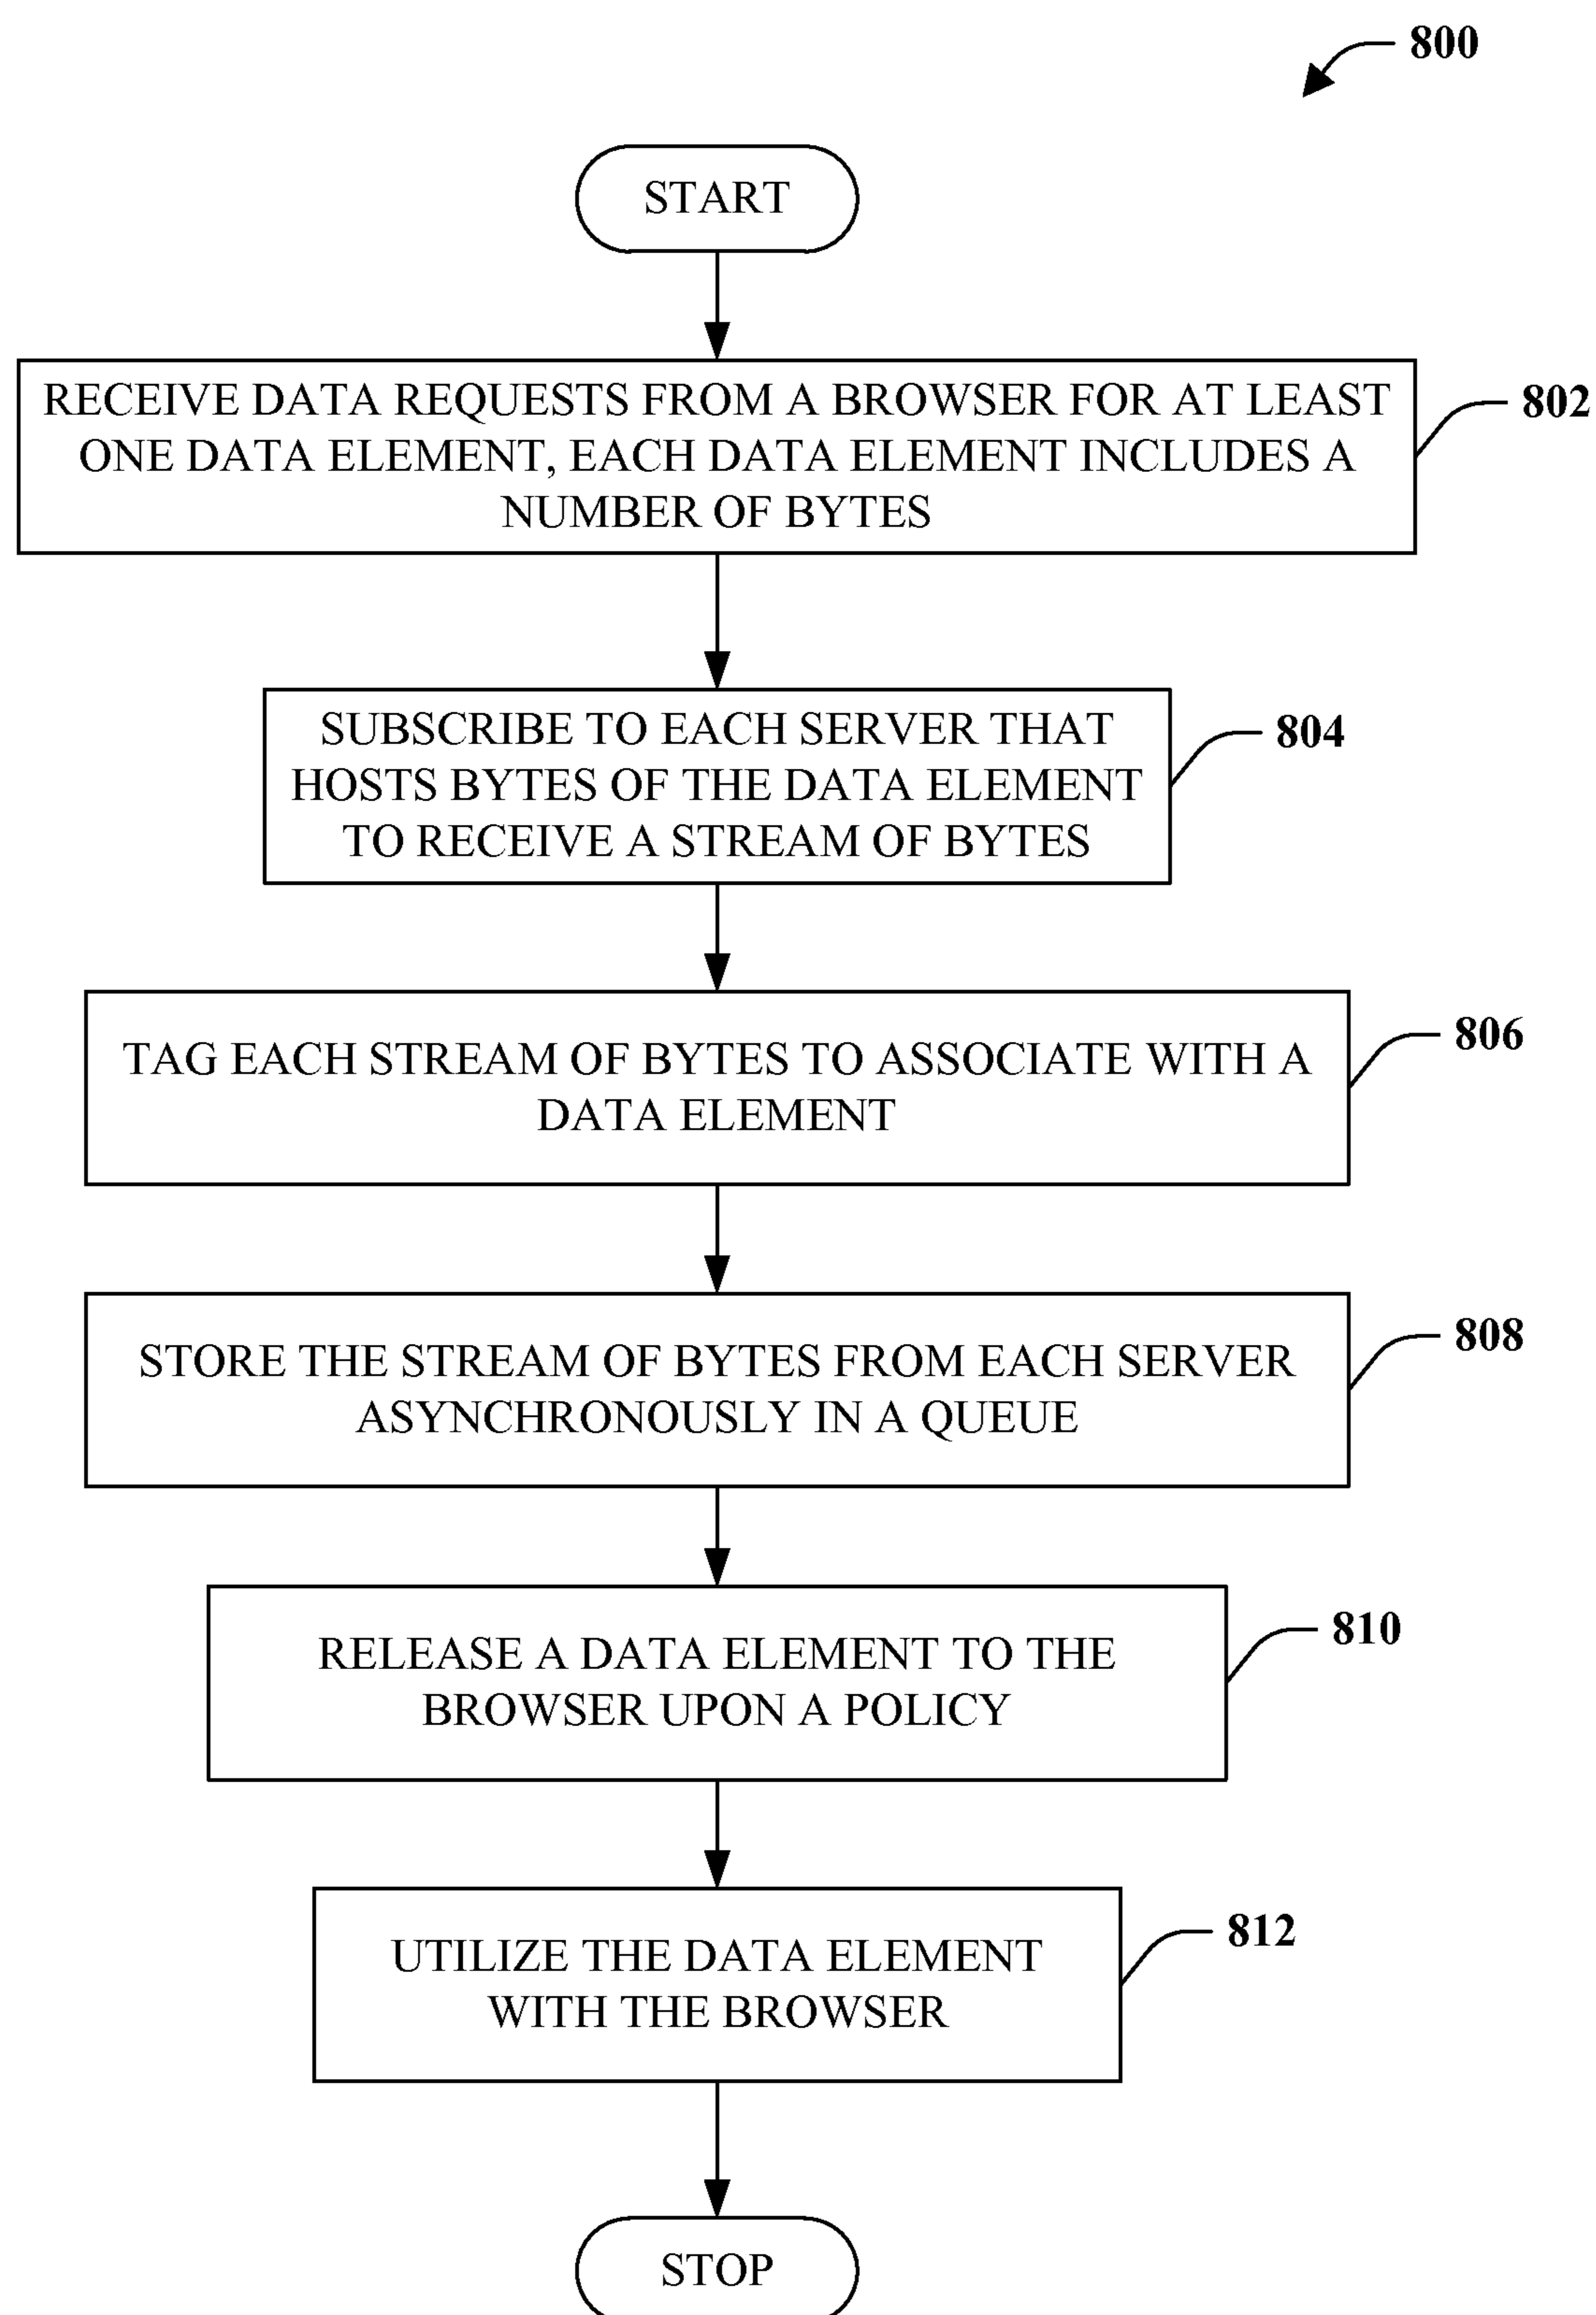 800
START
RECEIVE DATA REQUESTS FROM A BROWSER FOR AT LEAST
ONE DATA ELEMENT, EACH DATA ELEMENT INCLUDES A
NUMBER OF BYTES
802
SUBSCRIBE TO EACH SERVER THAT
HOSTS BYTES OF THE DATA ELEMENT
TO RECEIVE A STREAM OF BYTES
804
TAG EACH STREAM OF BYTES TO ASSOCIATE WITH A
DATA ELEMENT
806
STORE THE STREAM OF BYTES FROM EACH SERVER
ASYNCHRONOUSLY IN A QUEUE
808
RELEASE A DATA ELEMENT TO THE
BROWSER UPON A POLICY
810
UTILIZE THE DATA ELEMENT
WITH THE BROWSER
812
STOP